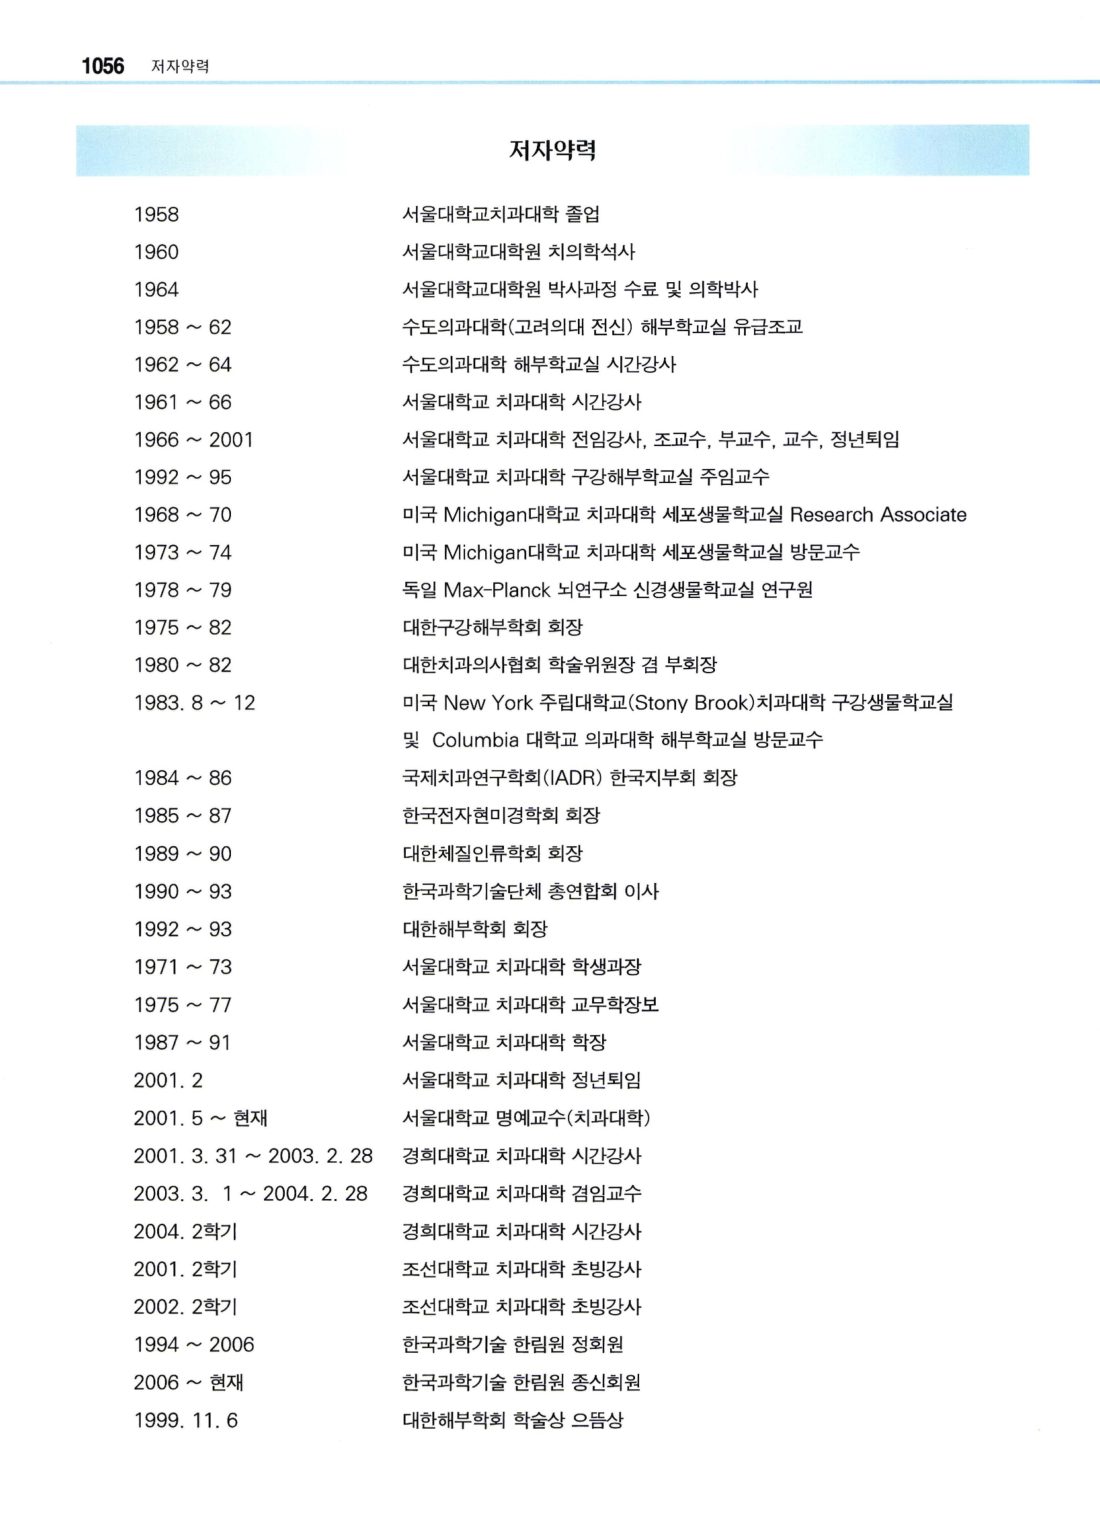 1056 저자약력
저자약력
1958 서울대학교치과대학 졸업
1960 서울대학교대학원 치의학석사
1964 서울대학교대학원 박사과정 수료 및 의학박사
1958 ~ 62 수도의과대학(고려의대 전신) 해부학교실 유급조교
1962 ~ 64 수도의과대학 해부학교실 시간강사
1961 ~ 66 서울대학교 치과대학 시간강사
1966 ~ 2001 서울대학교 치과대학 전임강사, 조교수, 부교수, 교수, 정년퇴임
1992 ~ 95 서울대학교 치과대학 구강해부학교실 주임교수
1968 ~ 70 미국 Michigan대학교 치과대학 세포생물학교실 Research Associate
1973 ~ 74 미국 Michigan대학교 치과대학 세포생물학교실 방문교수
1978 ~ 79 독일 Max-Planck 뇌연구소 신경생물학교실 연구원
1975 ~ 82 대한구강해부학회 회장
1980 ~ 82 대한치과의사협회 학술위원장 겸 부회장
1983. 8 ~ 12 미국 New York 주립대학교(Stony Brook)치과대학 구강생물학교실
및 Columbia 대학교 의과대학 해부학교실 방문교수
1984 ~ 86 국제치과연구학회(IADR) 한국지부회 회장
1985 ~ 87 한국전자현미경학회 회장
1989 ~ 90 대한체질인류학회 회장
1990 ~ 93 한국과학기술단체 총연합회 이사
1992 ~ 93 대한해부학회 회장
1971 ~ 73 서울대학교 치과대학 학생과장
1975 ~ 77 서울대학교 치과대학 교무학장보
1987 ~ 91 서울대학교 치과대학 학장
2001. 2 서울대학교 치과대학 정년퇴임
2001. 5 ~ 현재 서울대학교 명예교수(치과대학)
2001. 3. 31 ~ 2003. 2. 28 경희대학교 치과대학 시간강사
2003. 3. 1 ~ 2004. 2. 28 경희대학교 치과대학 겸임교수
2004. 2학기 경희대학교 치과대학 시간강사
2001. 2학기 조선대학교 치과대학 초빙강사
2002. 2학기 조선대학교 치과대학 초빙강사
1994 ~ 2006 한국과학기술 한림원 정회원
2006 ~ 현재 한국과학기술 한림원 종신회원
1999. 11. 6 대한해부학회 학술상 으뜸상